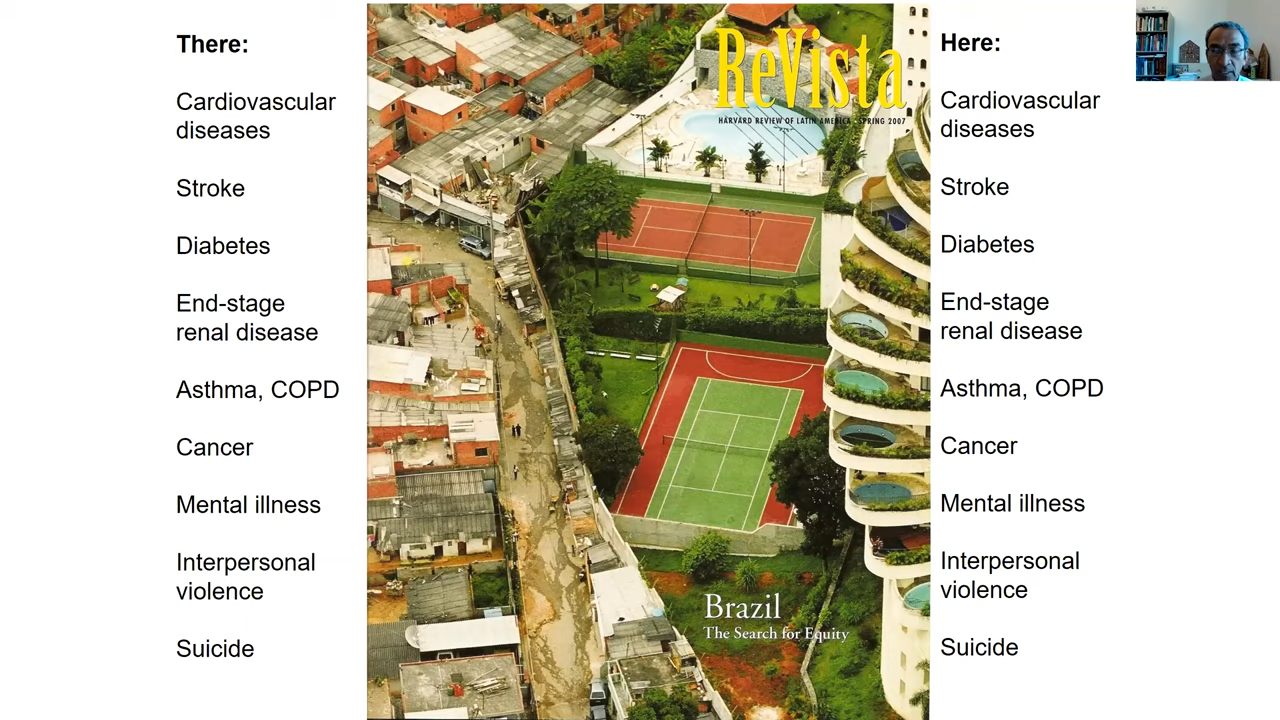 There:
Cardiovascular
diseases
Stroke
Diabetes
End-stage
renal disease
Asthma, COPD
Cancer
Mental illness
Interpersonal
violence
Suicide
ReVista
HARVARD REVIEW OF LATIN AMERICA SPRING 2007
Brazil
The Search for Equity
Here:
Cardiovascular
diseases
Stroke
Diabetes
End-stage
renal disease
Asthma, COPD
Cancer
Mental illness
Interpersonal
violence
Suicide